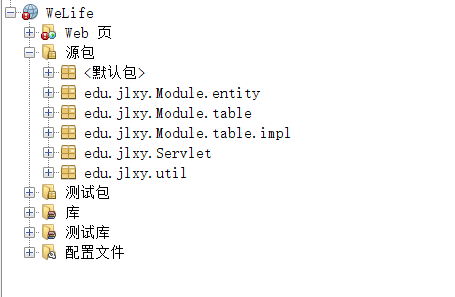 WeLife
Web 页
源包
<默认包>
edu.jlxy.Module.entity
edu.jlxy.Module.table
edu.jlxy.Module.table.impl
edu.jlxy.Servlet
edu.jlxy.util
测试包
库
测试库
配置文件